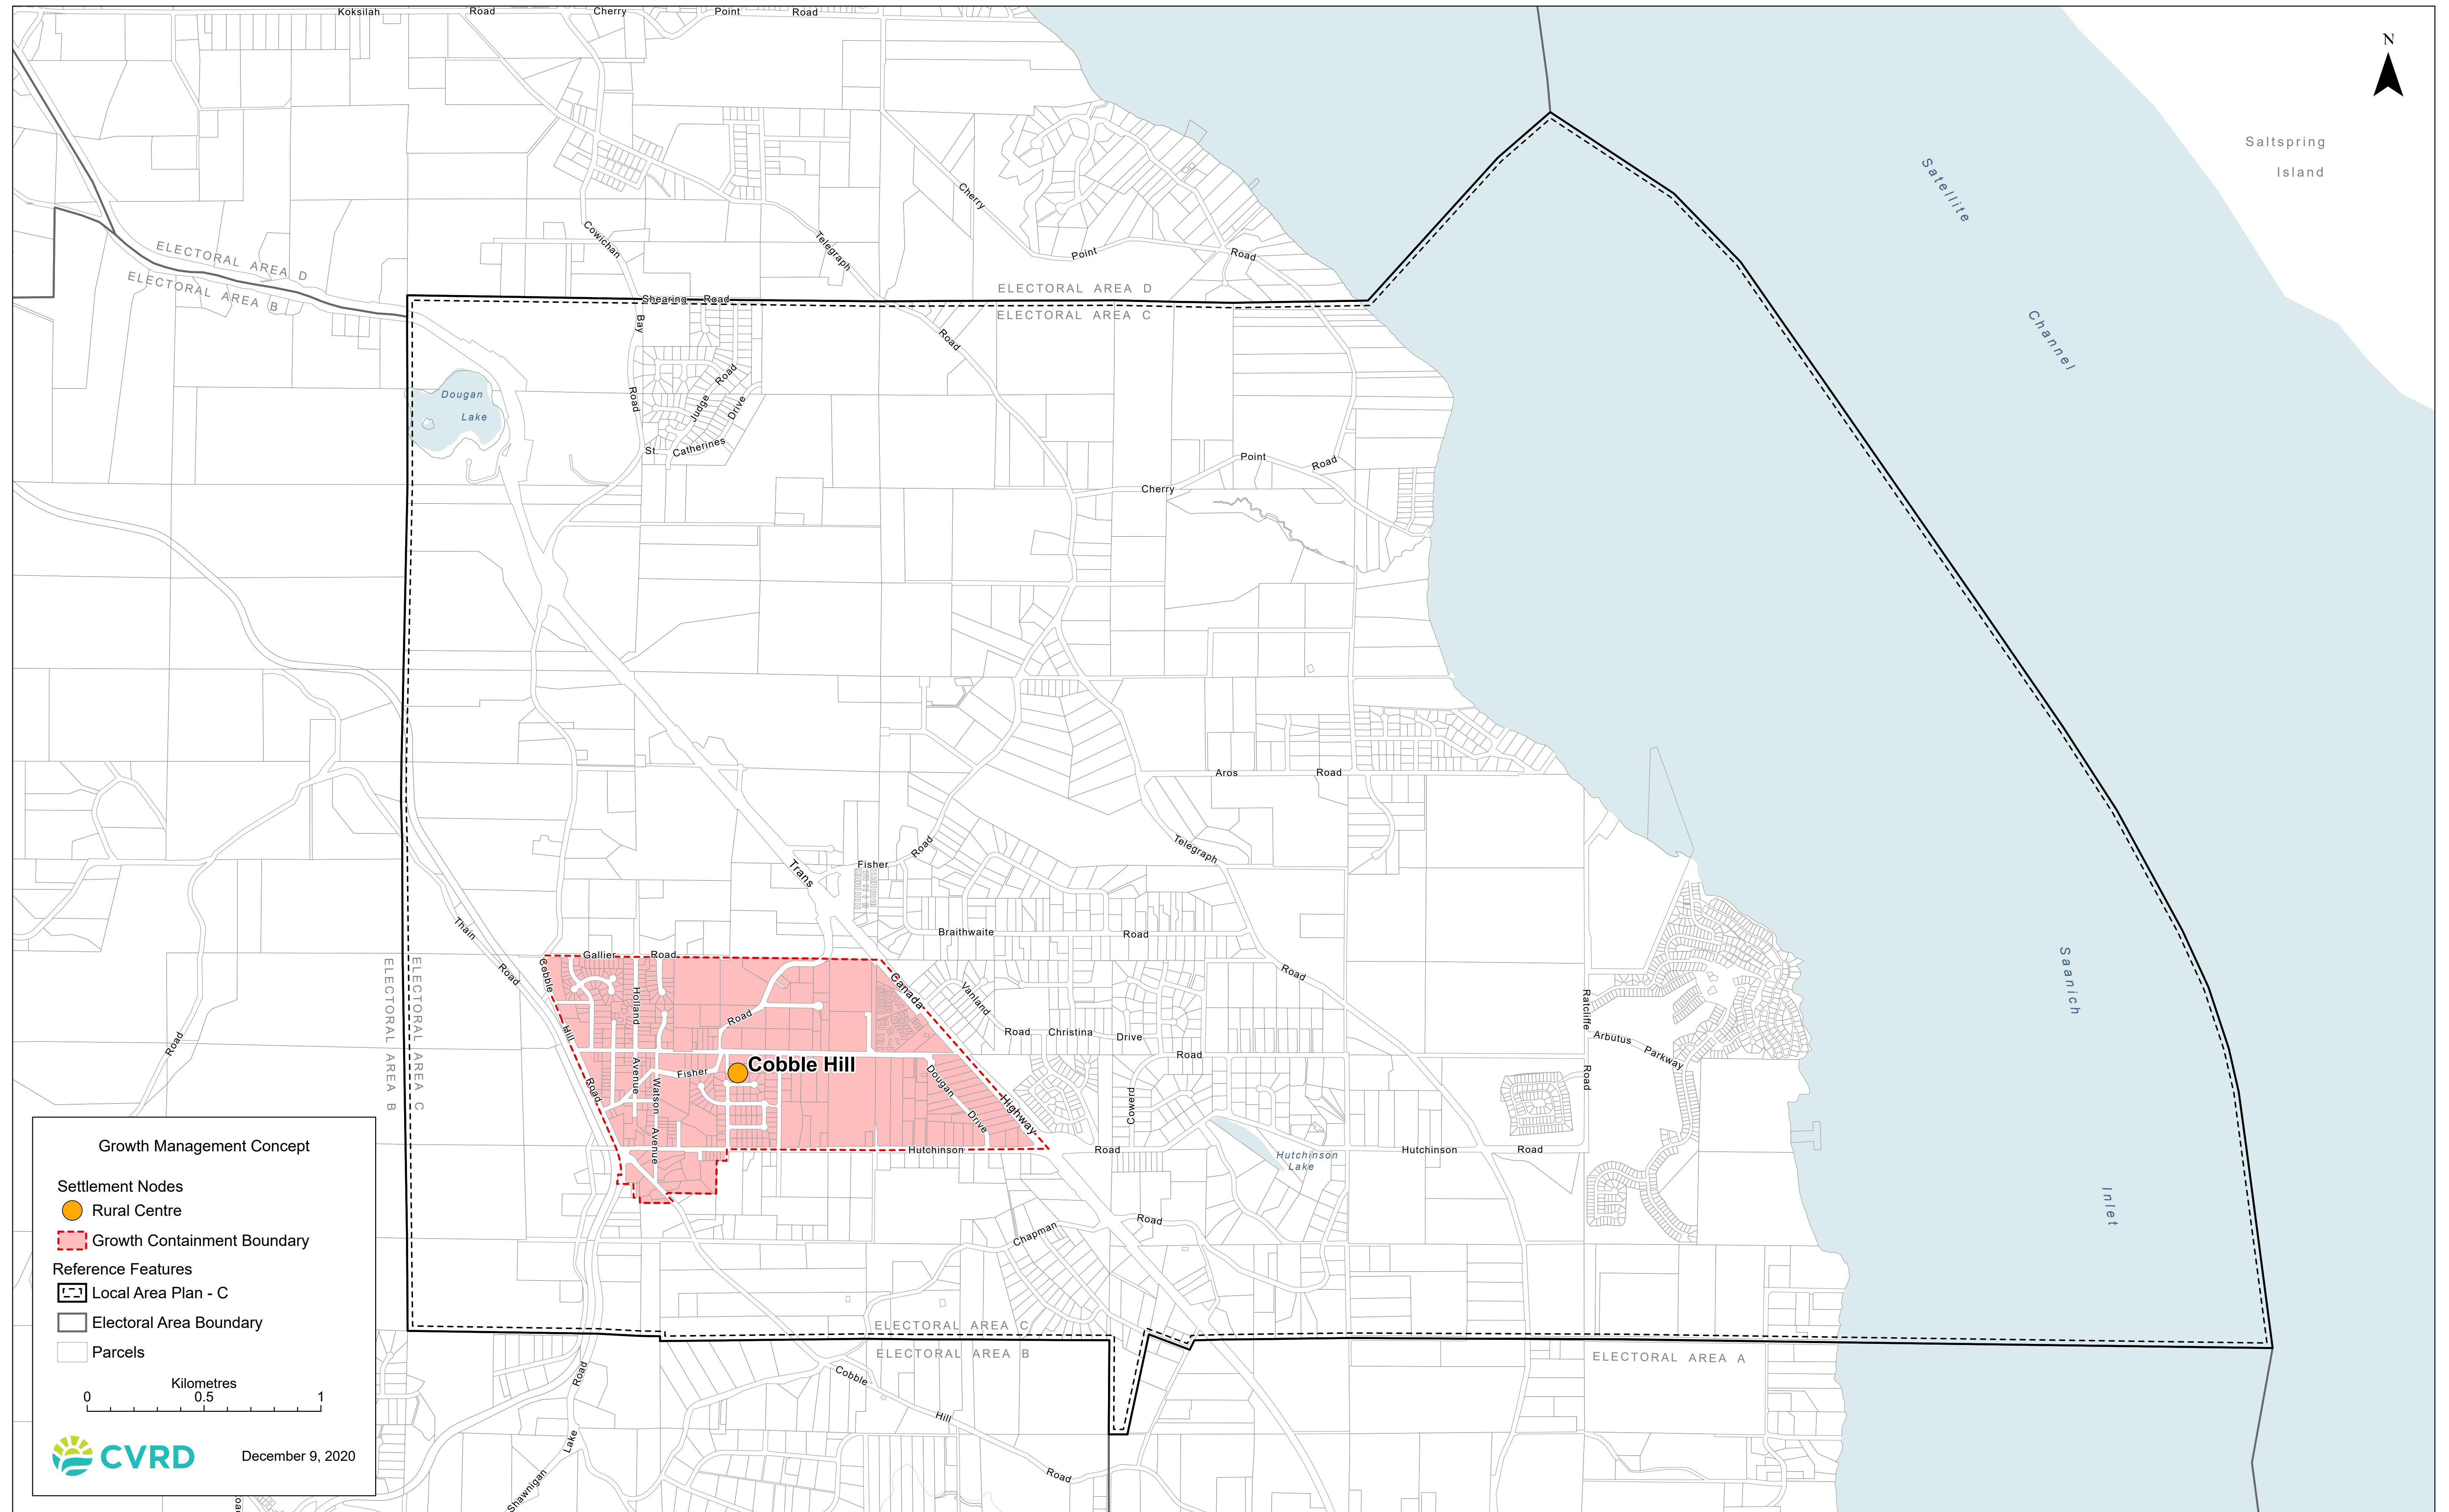 Koksilah Road Cherry Point Road
N
Saltspring
Island
Satellite
Channel
Cherry
Point
Road
Cowichan
Telegraph
ELECTORAL AREA D
ELECTORAL AREA B
ELECTORAL AREA D
Shearing Road
ELECTORAL AREA C
Bay
Road
Road
Dougan
Lake
Judge
Road
Drive
St. Catherines
Cherry
Point
Road
Aros Road
Telegraph
Road
Trans
Canada
Highway
Fisher Road
Thain
Road
Braithwaite Road
Gallier Road
Cobble
Hill
Road
Holland
Avenue
Road
Vanland
Road
Christina Drive
Road
Ratcliffe
Road
Arbutus
Parkway
Saanich
Inlet
ELECTORAL AREA B
ELECTORAL AREA C
Road
Cobble Hill
Fisher
Watson
Avenue
Dougan
Drive
Cowerd
Hutchinson Road
Hutchinson
Lake
Hutchinson Road
Chapman
Road
ELECTORAL AREA C
ELECTORAL AREA B
ELECTORAL AREA A
Cobble
Hill
Road
Road
Lake
Shawnigan
Growth Management Concept
Settlement Nodes
Rural Centre
Growth Containment Boundary
Reference Features
Local Area Plan - C
Electoral Area Boundary
Parcels
Kilometres
0 0.5 1
CVRD
December 9, 2020